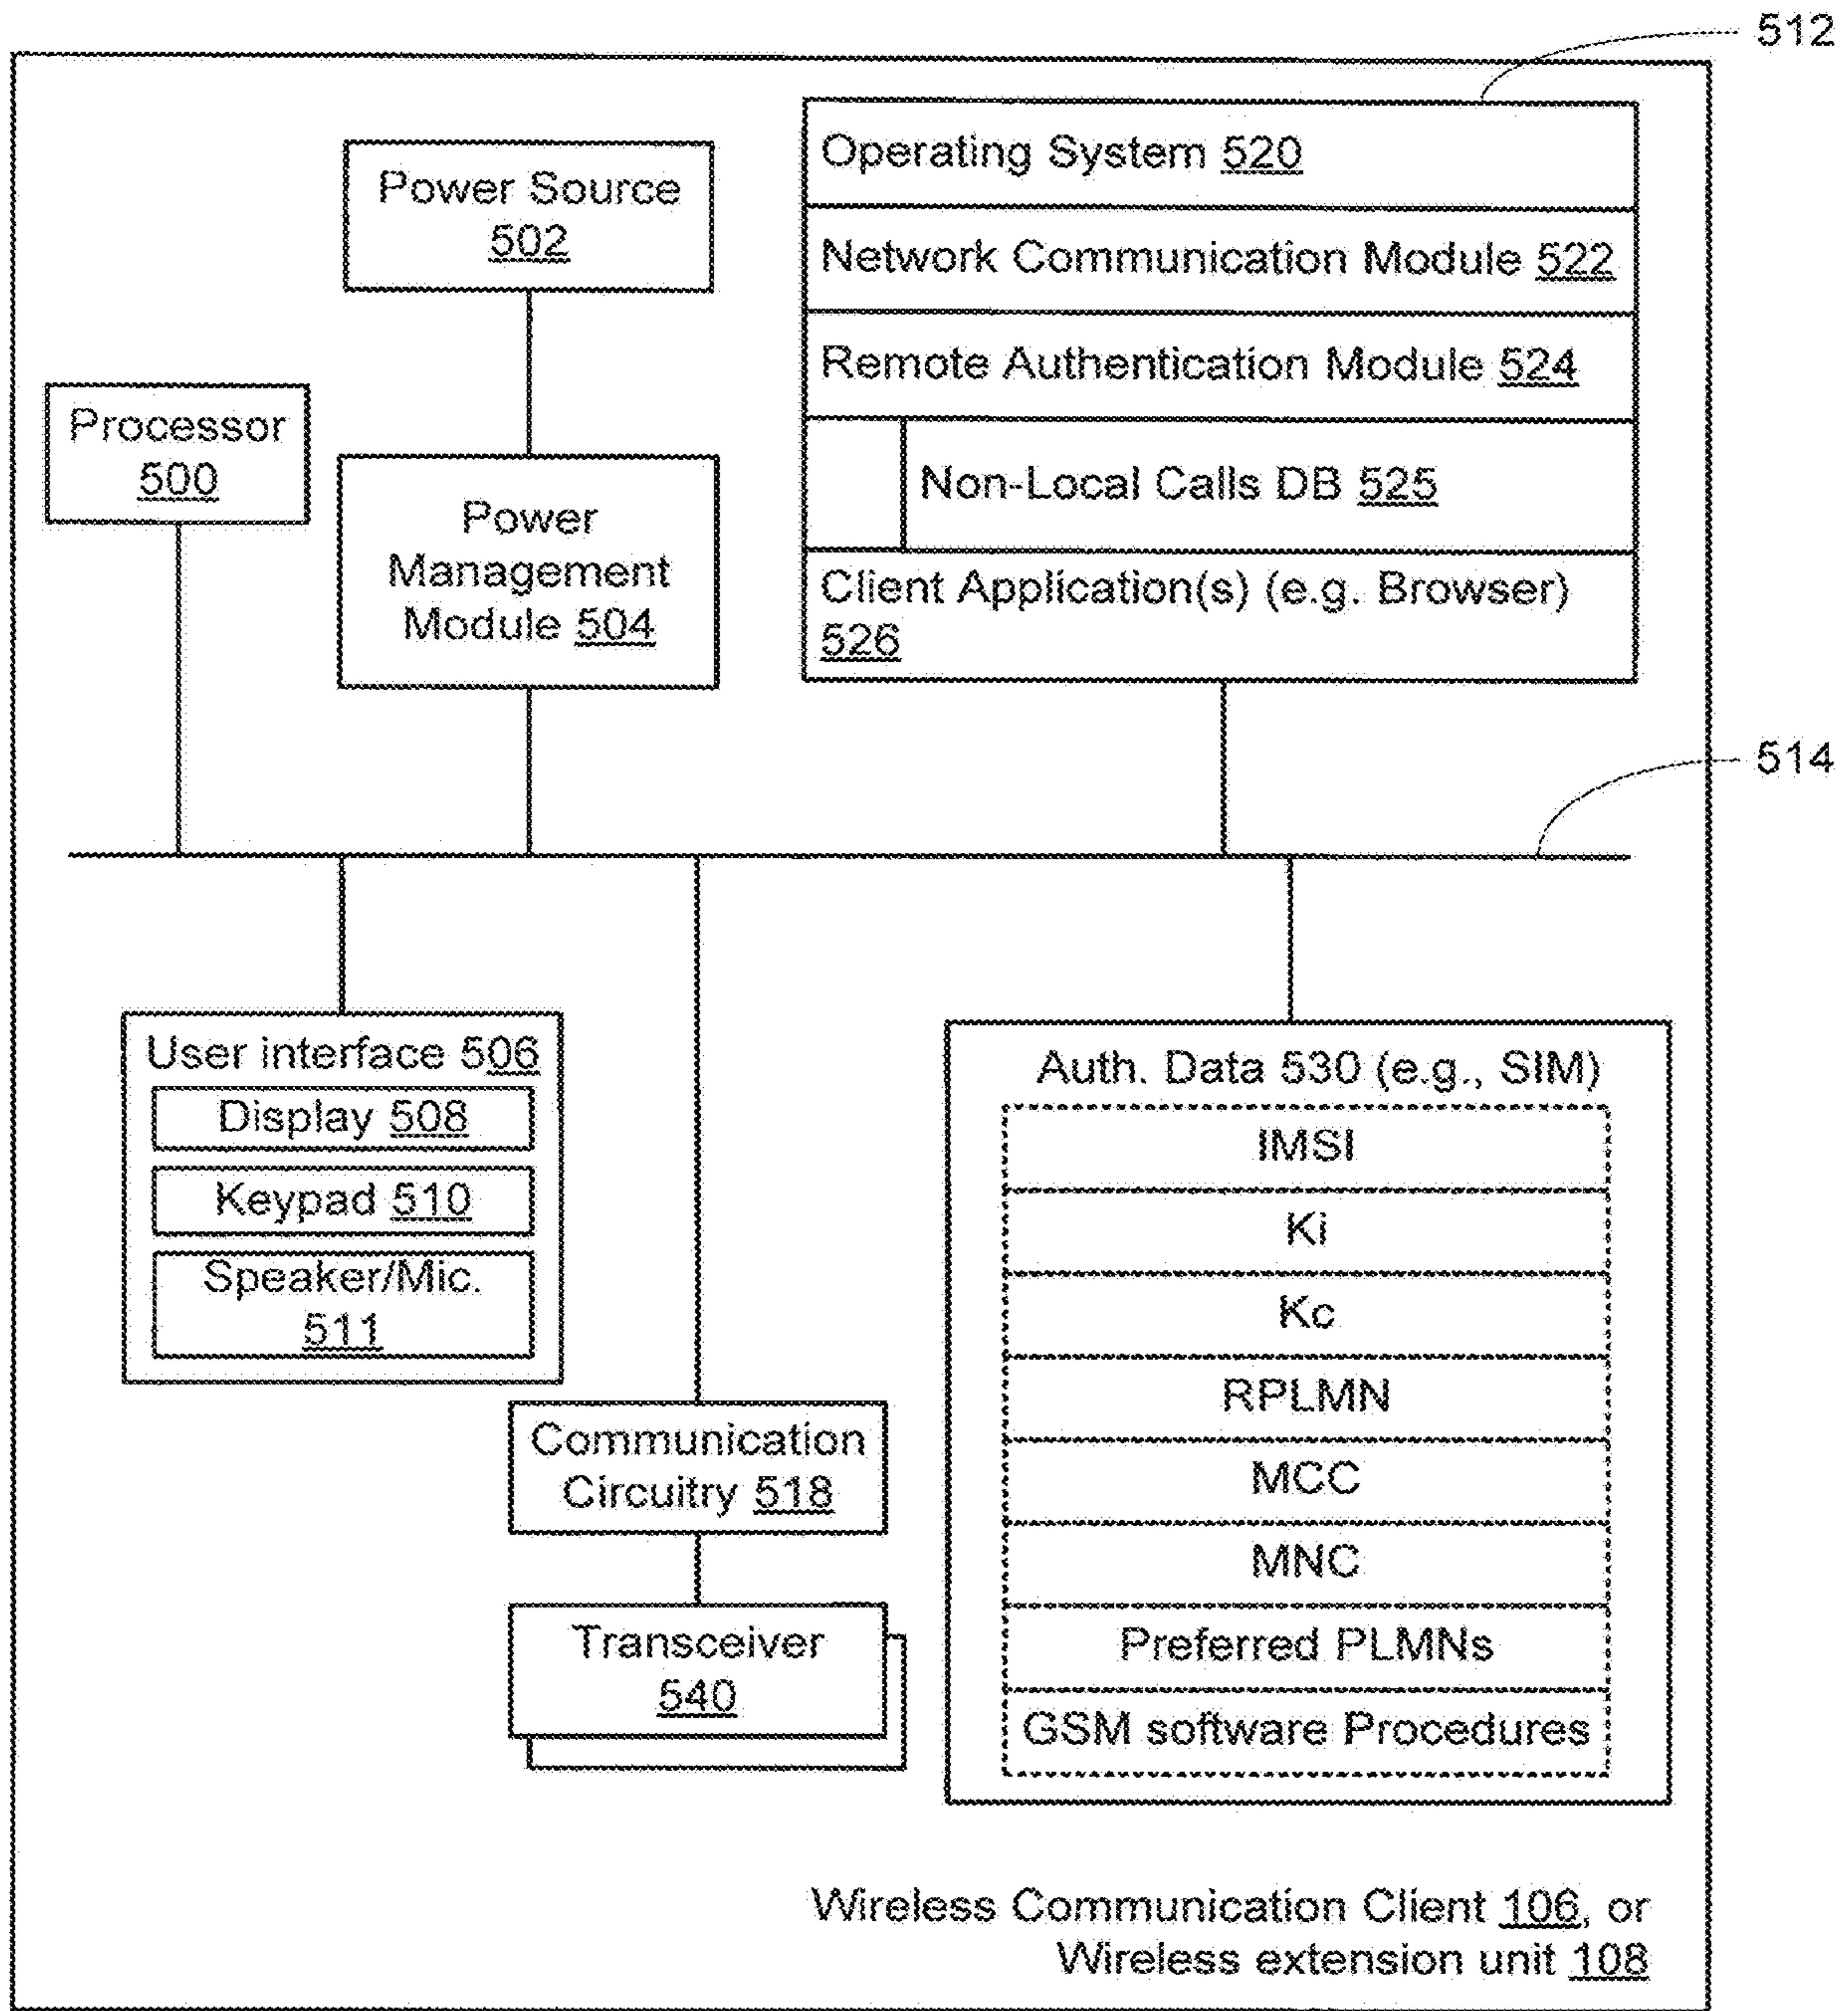 512
Operating System 520
Power Source
502
Network Communication Module 522
Remote Authentication Module 524
Processor
500
Non-Local Calls DB 525
Power
Management
Module 504
Client Application(s) (e.g. Browser)
526
514
User interface 506
Display 508
Keypad 510
Speaker/Mic.
511
Auth. Data 530 (e.g., SIM)
IMSI
Ki
Kc
RPLMN
MCC
MNC
Preferred PLMNs
GSM software Procedures
Communication
Circuitry 518
Transceiver
540
Wireless Communication Client 106, or
Wireless extension unit 108